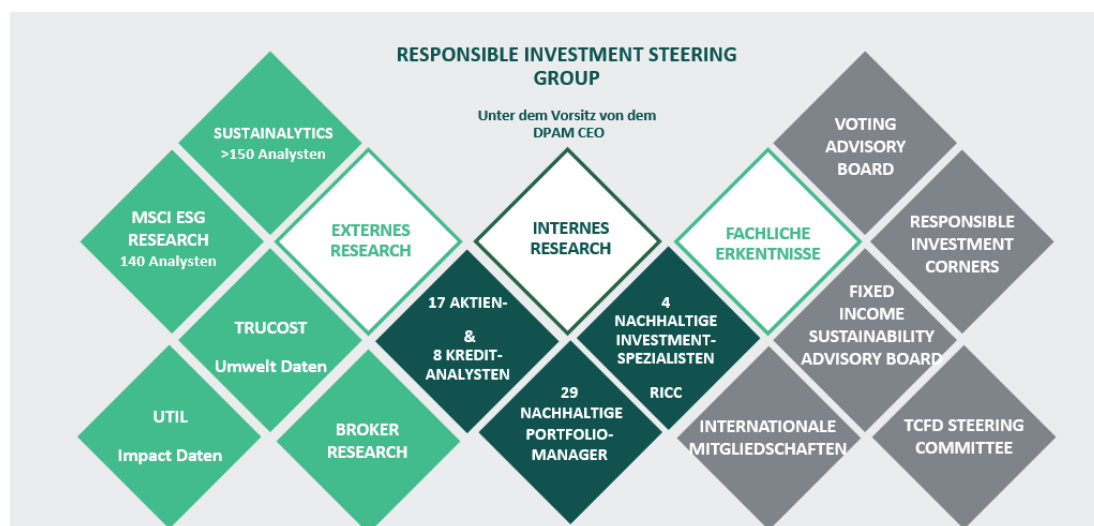 RESPONSIBLE INVESTMENT STEERING
GROUP
Unter dem Vorsitz von dem
DPAM CEO
SUSTAINALYTICS
>150 Analysten
MSCI ESG
RESEARCH
140 Analysten
EXTERNES
RESEARCH
TRUCOST
Umwelt Daten
UTIL
Impact Daten
BROKER
RESEARCH
INTERNES
RESEARCH
17 AKTIEN-
&
8 KREDIT-
ANALYSTEN
29
NACHHALTIGE
PORTFOLIO-
MANAGER
4
NACHHALTIGE
INVESTMENT-
SPEZIALISTEN
RICC
FACHLICHE
ERKENTNISSE
VOTING
ADVISORY
BOARD
RESPONSIBLE
INVESTMENT
CORNERS
FIXED
INCOME
SUSTAINABILITY
ADVISORY BOARD
INTERNATIONALE
MITGLIEDSCHAFTEN
TCFD STEERING
COMMITTEE